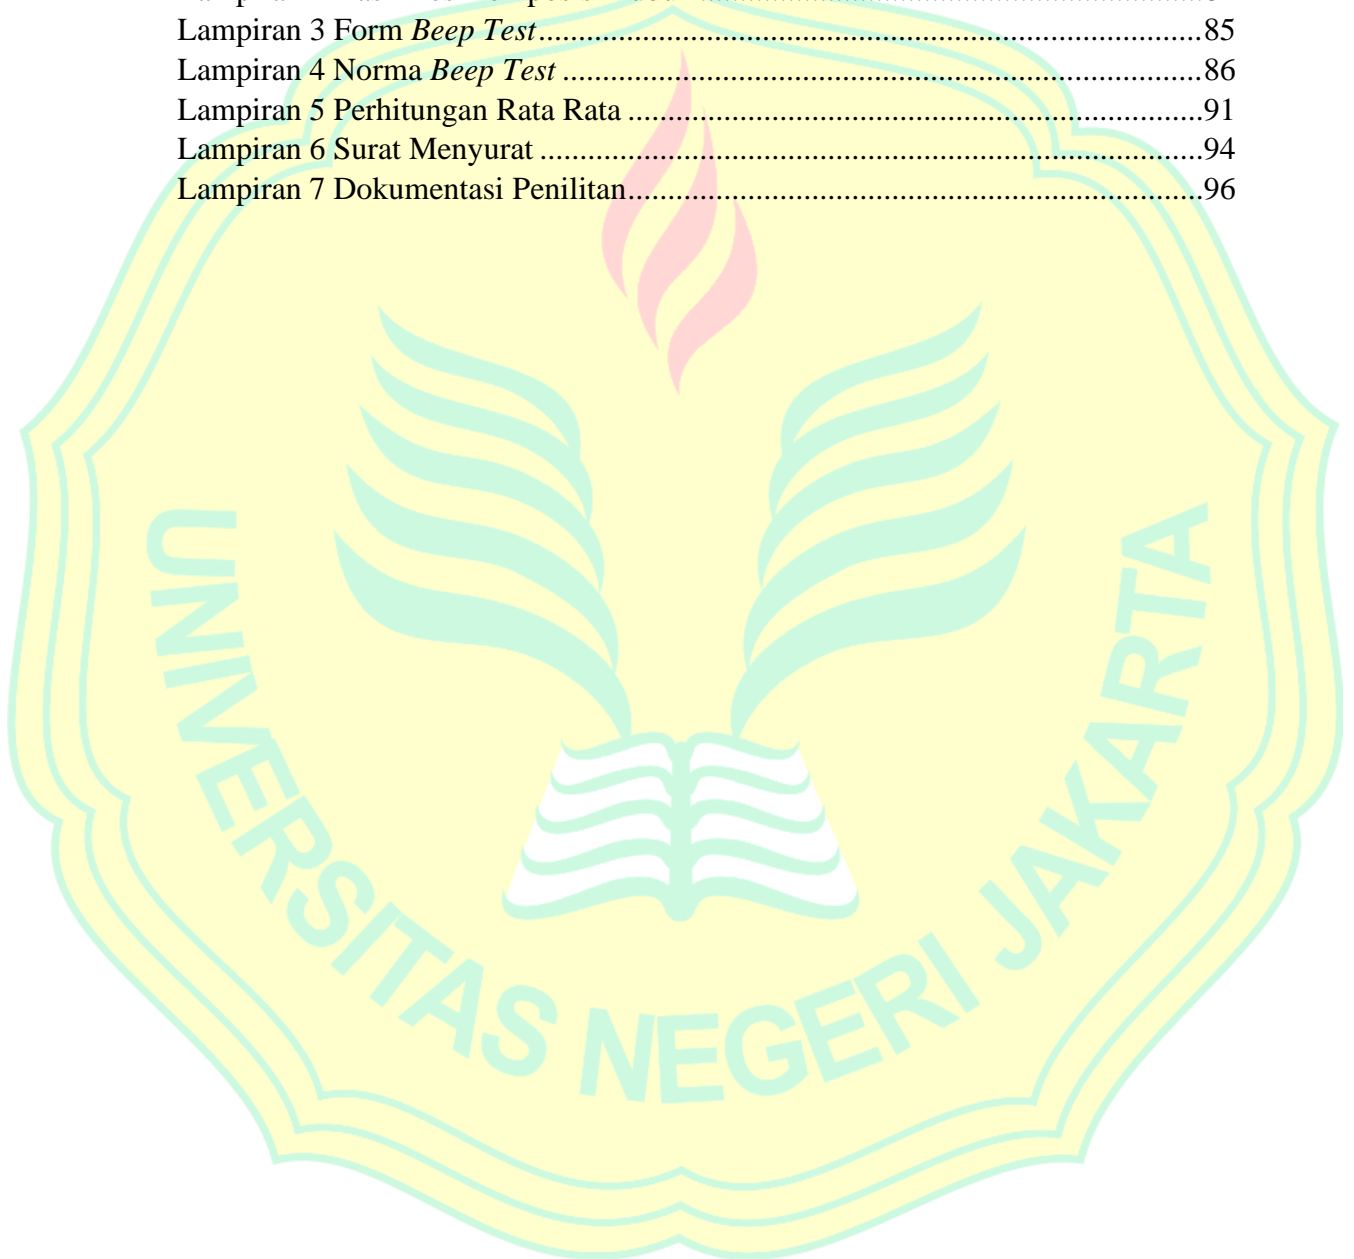 Lampiran 3 Form Beep Test........................................................................................85
Lampiran 4 Norma Beep Test .....................................................................................86
Lampiran 5 Perhitungan Rata Rata ............................................................................91
Lampiran 6 Surat Menyurat ........................................................................................94
Lampiran 7 Dokumentasi Penilitan............................................................................96
UNIVERSITAS NEGERI JAKARTA